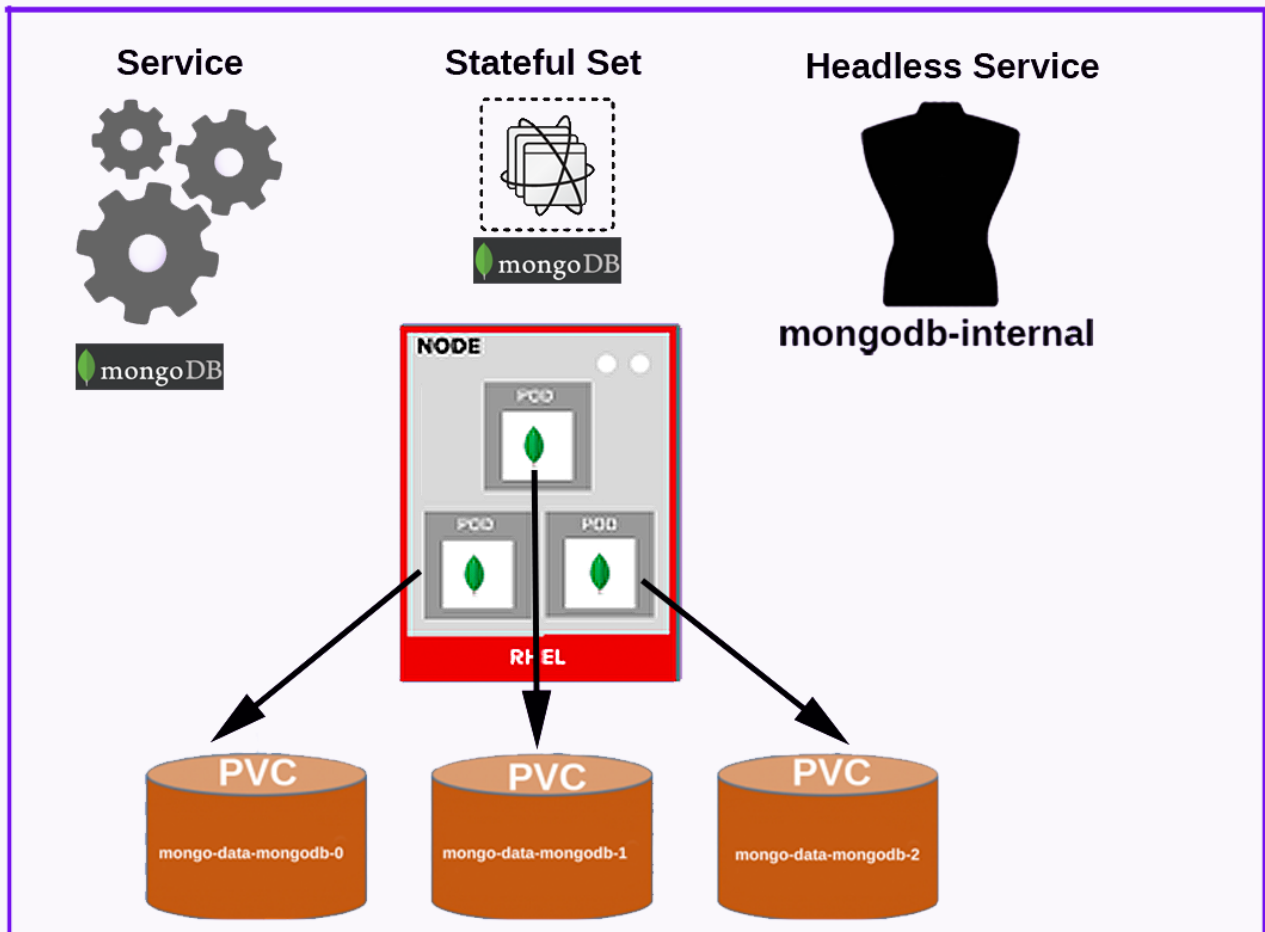 Service
Stateful Set
Headless Service
mongoDB
mongodb-internal
mongoDB
NODE
POD
POD
POD
RHEL
PVC
PVC
PVC
mongo-data-mongodb-0
mongo-data-mongodb-1
mongo-data-mongodb-2